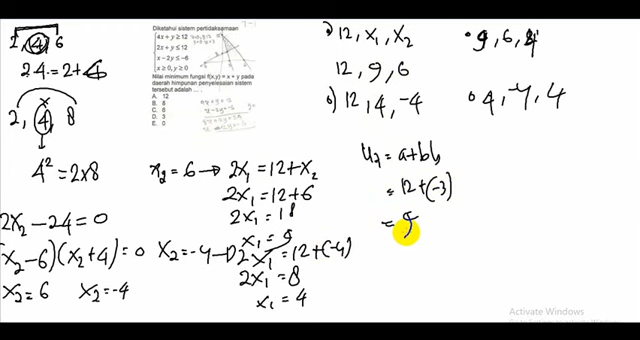 2, 4, 6
2.4 = 2+6
2, 4, 8
x
4² = 2x8
2x₂ - 24 = 0
(x₂-6)(x₂+4) = 0
x₂ = 6 x₂ = -4
Diketahui sistem pertidaksamaan
4x + y ≥ 12
2x + y ≤ 12
x - 2y ≤ -6
x ≥ 0, y ≥ 0
Nilai minimum fungsi f(x,y) = x + y pada
daerah himpunan penyelesaian sistem
tersebut adalah ....
A. 12
B. 8
C. 6
D. 3
E. 0
x₂ = 6 → 2x₁ = 12+x₂
2x₁ = 12+6
2x₁ = 18
x₁ = 9
x₂ = -4 → 2x₁ = 12+(-4)
2x₁ = 8
x₁ = 4
12, x₁, x₂
12, 9, 6
b) 12, 4, -4
9, 6, 4
4, -4, 4
= 12+(-3)
= 9
Activate Windows